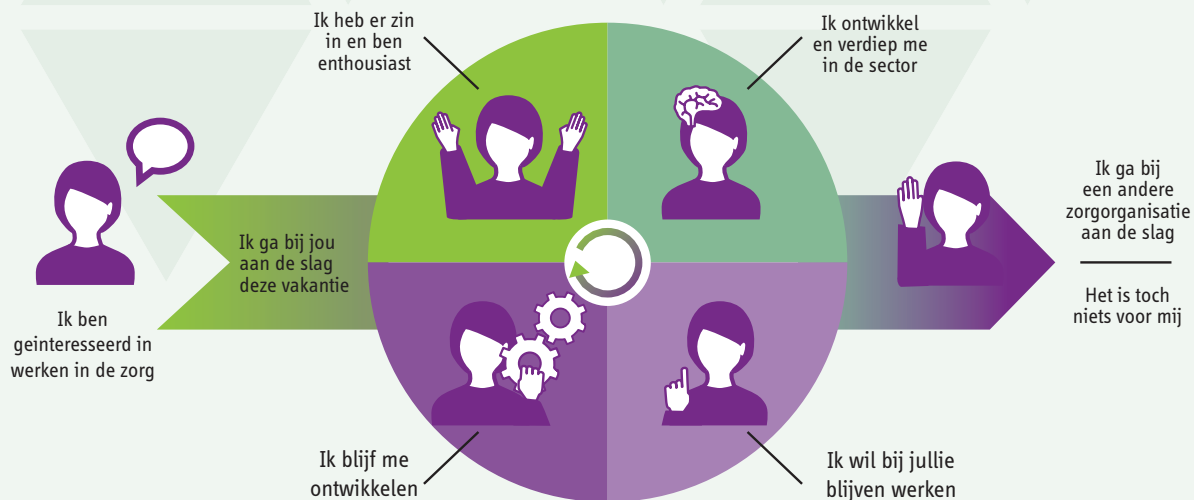 Ik ben
geinteresseerd in
werken in de zorg
Ik ga bij jou
aan de slag
deze vakantie
Ik heb er zin
in en ben
enthousiast
Ik ontwikkel
en verdiep me
in de sector
Ik wil bij jullie
blijven werken
Ik blijf me
ontwikkelen
Ik ga bij
een andere
zorgorganisatie
aan de slag
Het is toch
niets voor mij